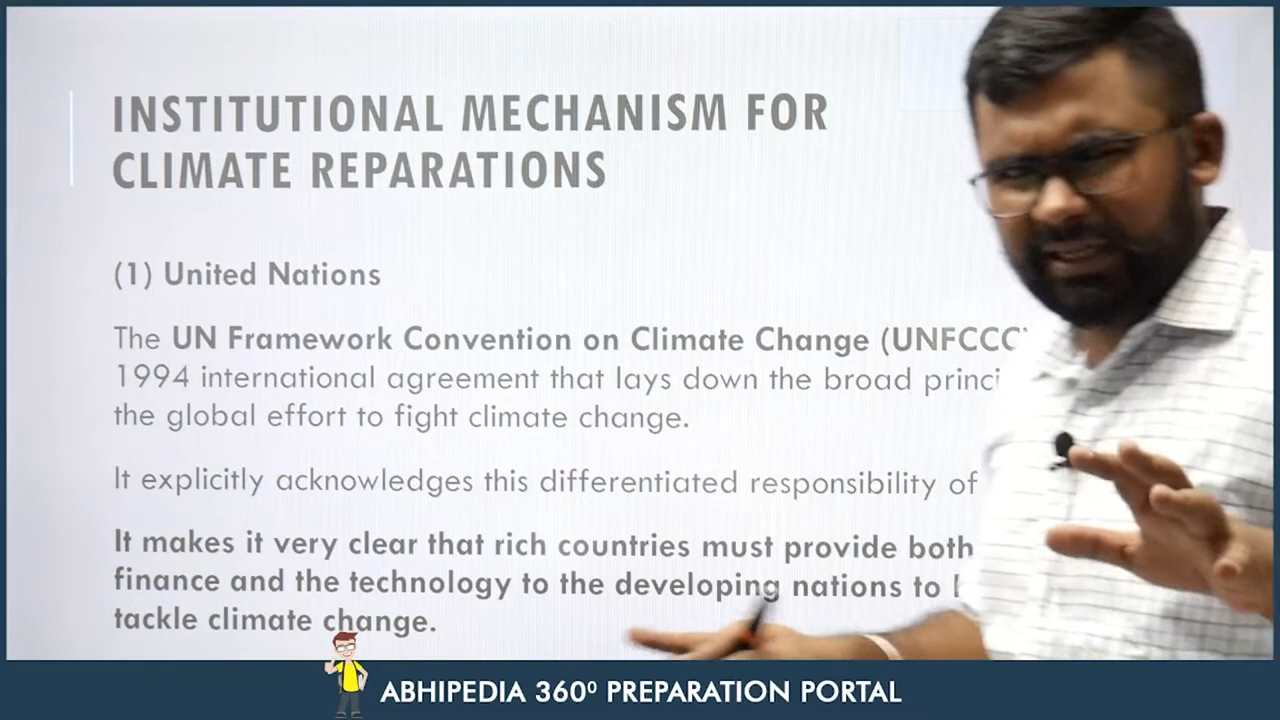 INSTITUTIONAL MECHANISM FOR
CLIMATE REPARATIONS
(1) United Nations
The UN Framework Convention on Climate Change (UNFCCC)
1994 international agreement that lays down the broad
the global effort to fight climate change.
It explicitly acknowledges this differentiated responsibility of
It makes it very clear that rich countries must provide both
finance and the technology to the developing nations to
tackle climate change.
ABHIPEDIA 360⁰ PREPARATION PORTAL